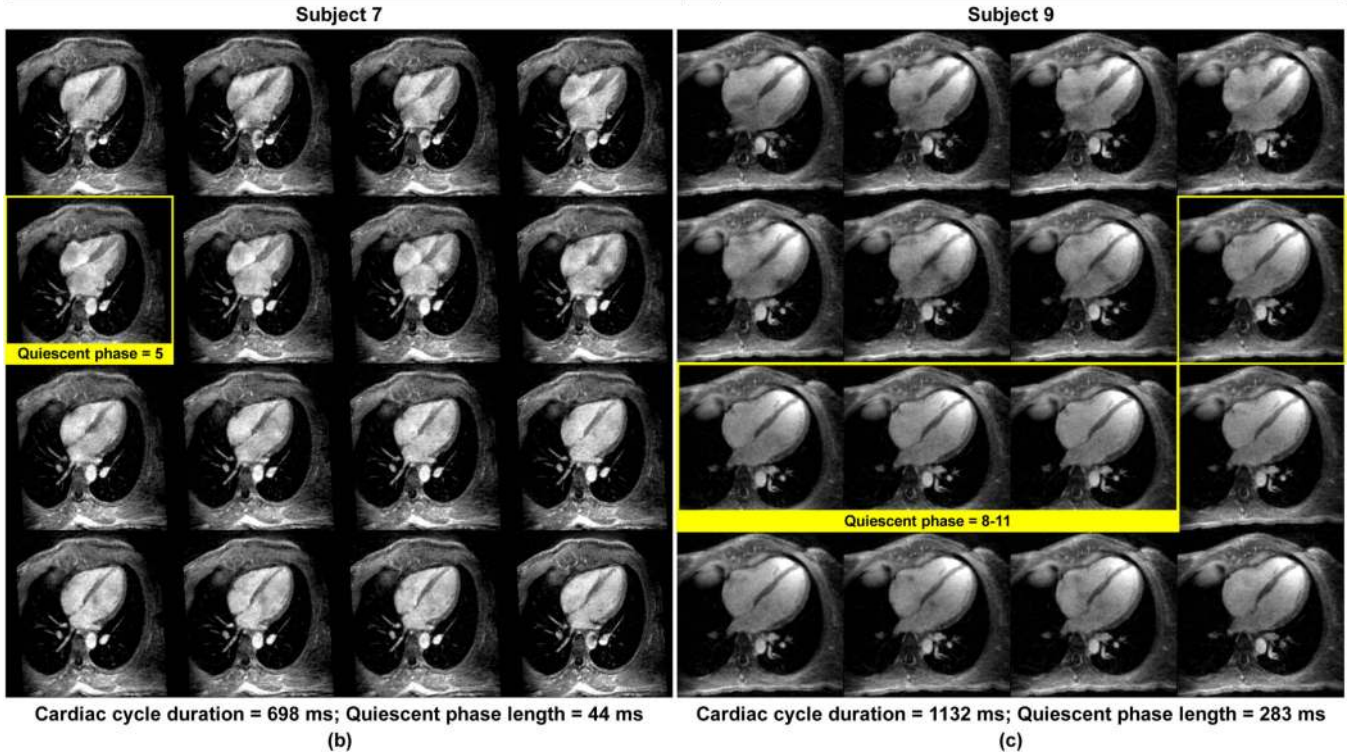 Subject 7
Subject 9
Quiescent phase = 5
Quiescent phase = 8-11
Cardiac cycle duration = 698 ms; Quiescent phase length = 44 ms
Cardiac cycle duration = 1132 ms; Quiescent phase length = 283 ms
(b)
(c)